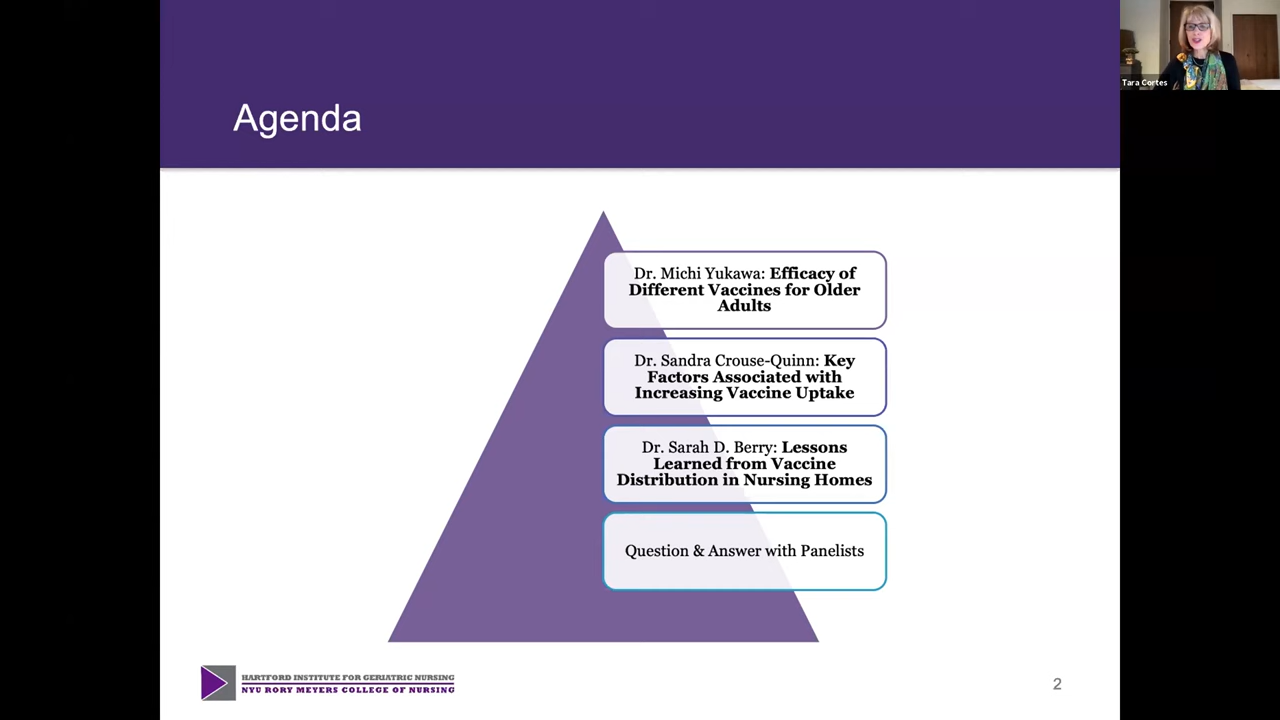 Tara Cortes
Agenda
Dr. Michi Yukawa: Efficacy of
Different Vaccines for Older
Adults
Dr. Sandra Crouse-Quinn: Key
Factors Associated with
Increasing Vaccine Uptake
Dr. Sarah D. Berry: Lessons
Learned from Vaccine
Distribution in Nursing Homes
Question & Answer with Panelists
HARTFORD INSTITUTE FOR GERIATRIC NURSING
NYU RORY MEYERS COLLEGE OF NURSING
2